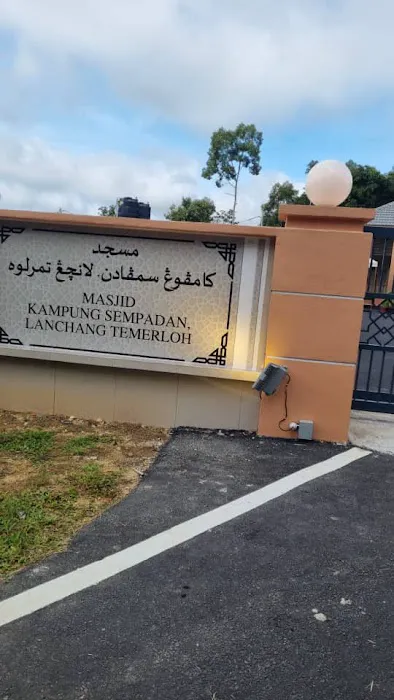 مسجد
کامڤوڠ سمڤادن، لانچڠ تمرلوه
MASJID
KAMPUNG SEMPADAN,
LANCHANG TEMERLOH